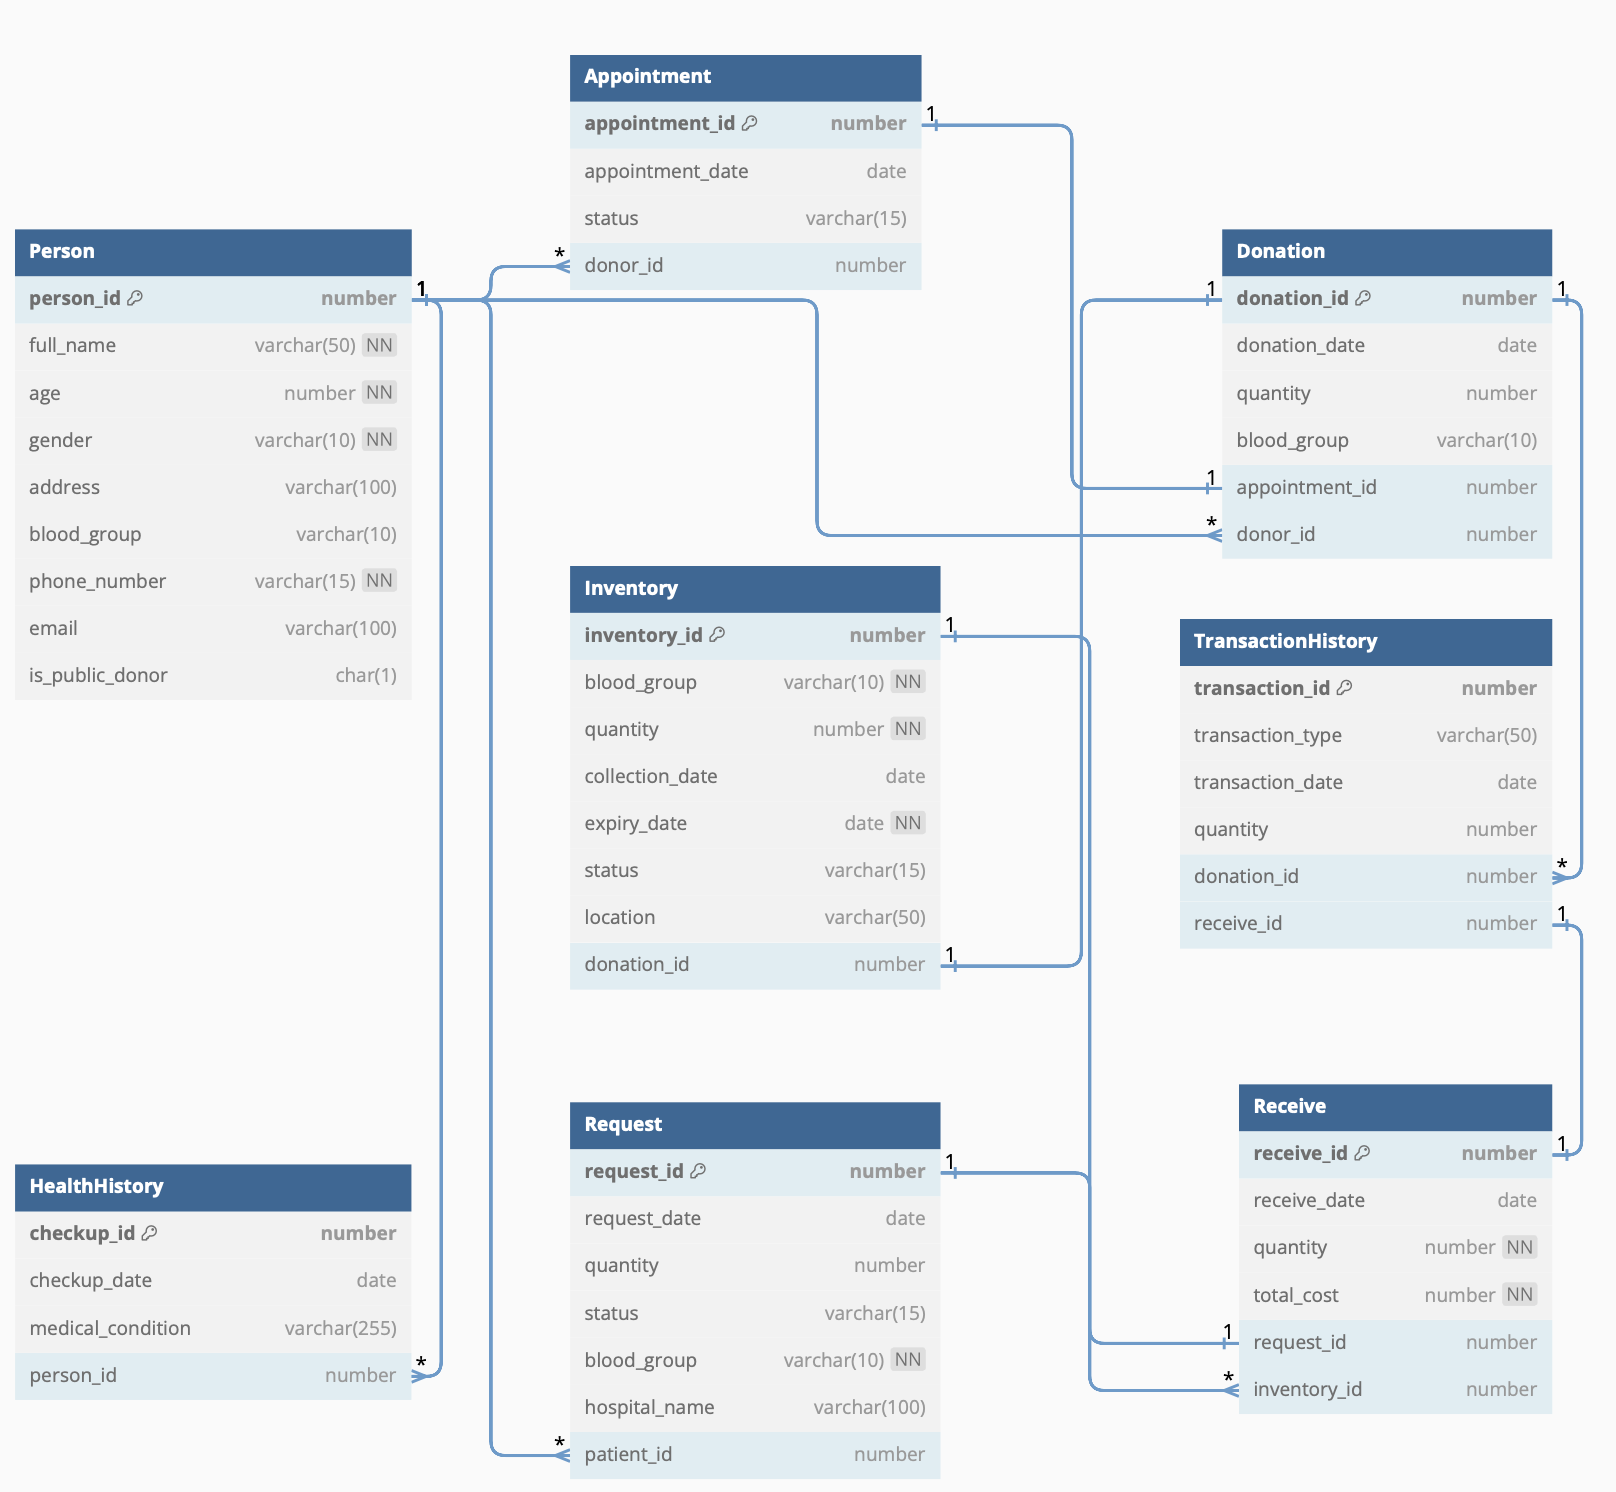 Appointment
appointment_id number
appointment_date date
status varchar(15)
donor_id number
1
*
Person
person_id number
full_name varchar(50) NN
age number NN
gender varchar(10) NN
address varchar(100)
blood_group varchar(10)
phone_number varchar(15) NN
email varchar(100)
is_public_donor char(1)
1
Donation
donation_id number
donation_date date
quantity number
blood_group varchar(10)
appointment_id number
donor_id number
1
1
1
*
Inventory
inventory_id number
blood_group varchar(10) NN
quantity number NN
collection_date date
expiry_date date NN
status varchar(15)
location varchar(50)
donation_id number
1
1
TransactionHistory
transaction_id number
transaction_type varchar(50)
transaction_date date
quantity number
donation_id number
receive_id number
*
1
HealthHistory
checkup_id number
checkup_date date
medical_condition varchar(255)
person_id number
*
Request
request_id number
request_date date
quantity number
status varchar(15)
blood_group varchar(10) NN
hospital_name varchar(100)
patient_id number
1
*
Receive
receive_id number
receive_date date
quantity number NN
total_cost number NN
request_id number
inventory_id number
1
1
*